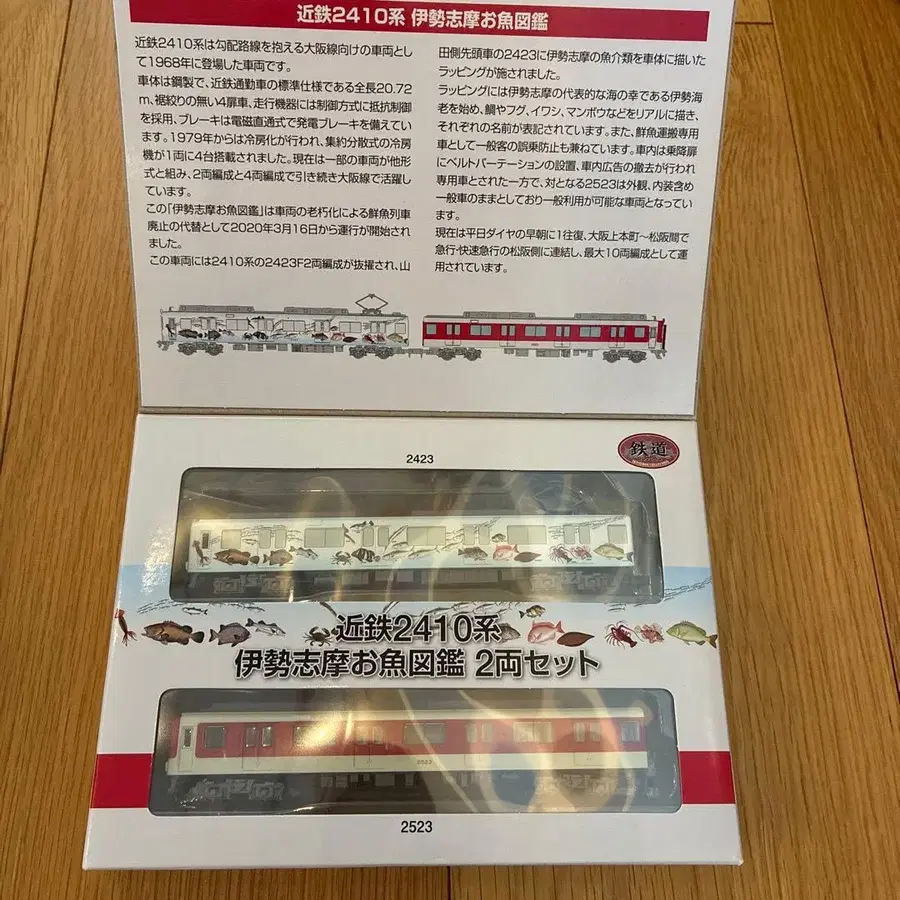 近鉄2410系 伊勢志摩お魚図鑑
近鉄2410系は勾配路線を抱える大阪線向けの車両とし
て1968年に登場した車両です。
車体は鋼製で、近鉄通勤車の標準仕様である全長20.72
m、裾絞りの無い4扉車、走行機器には制御方式に抵抗制御
を採用、ブレーキは電磁直通式で発電ブレーキを備えてい
ます。1979年からは冷房化が行われ、集約分散式の冷房
機が1両に4台搭載されました。現在は一部の車両が他形
式と組み、2両編成と4両編成で引き続き大阪線で活躍し
ています。
この「伊勢志摩お魚図鑑」は車両の老朽化による鮮魚列車
廃止の代替として2020年3月16日から運行が開始され
ました。
この車両には2410系の2423F2両編成が抜擢され、山
田側先頭車の2423に伊勢志摩の魚介類を車体に描いた
ラッピングが施されました。
ラッピングには伊勢志摩の代表的な海の幸である伊勢海
老を始め、鯛やフグ、イワシ、マンボウなどをリアルに描き、
それぞれの名前が表記されています。また、鮮魚運搬専用
車として一般客の誤乗防止も兼ねています。車内は乗降扉
にベルトパーテーションの設置、車内広告の撤去が行われ
専用車とされた一方で、対となる2523は外観、内装含め
一般車のままとしており一般利用が可能な車両となってい
ます。
現在は平日ダイヤの早朝に1往復、大阪上本町～松阪間で
急行・快速急行の松阪側に連結し、最大10両編成として運
用されています。
2423
鉄道
近鉄2410系
伊勢志摩お魚図鑑 2両セット
2523
2523